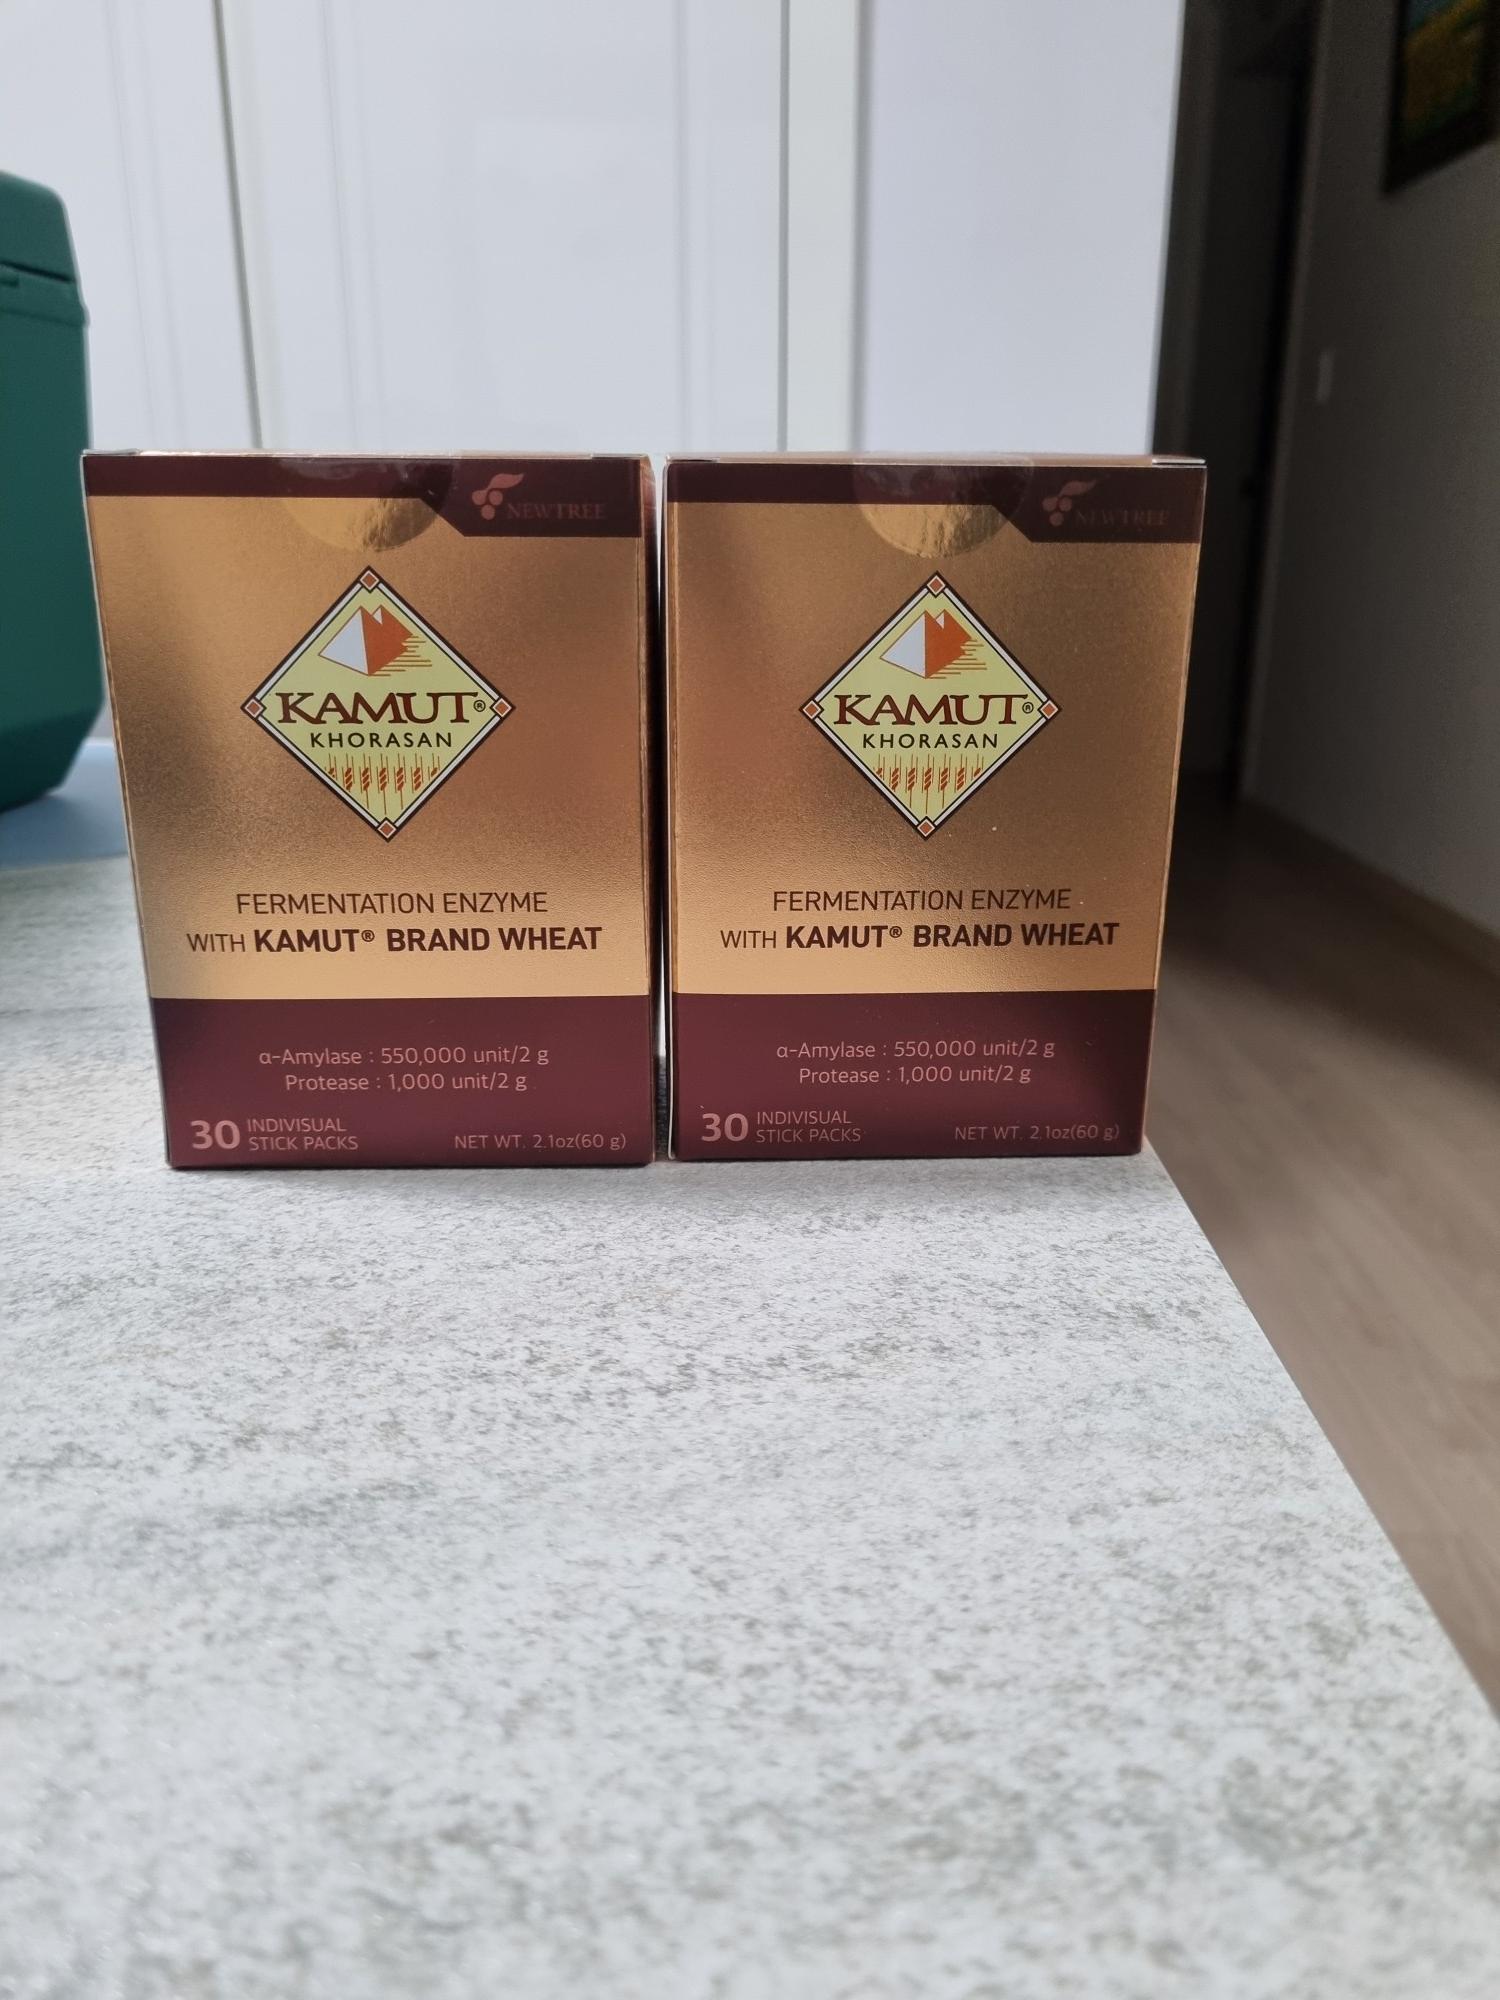 NEWTREE
KAMUT®
KHORASAN
FERMENTATION ENZYME
WITH KAMUT® BRAND WHEAT
α-Amylase : 550,000 unit/2 g
Protease : 1,000 unit/2 g
30 INDIVISUAL
STICK PACKS
NET WT. 2.1oz(60 g)
NEWTREE
KAMUT®
KHORASAN
FERMENTATION ENZYME
WITH KAMUT® BRAND WHEAT
α-Amylase : 550,000 unit/2 g
Protease : 1,000 unit/2 g
30 INDIVISUAL
STICK PACKS
NET WT. 2.1oz(60 g)